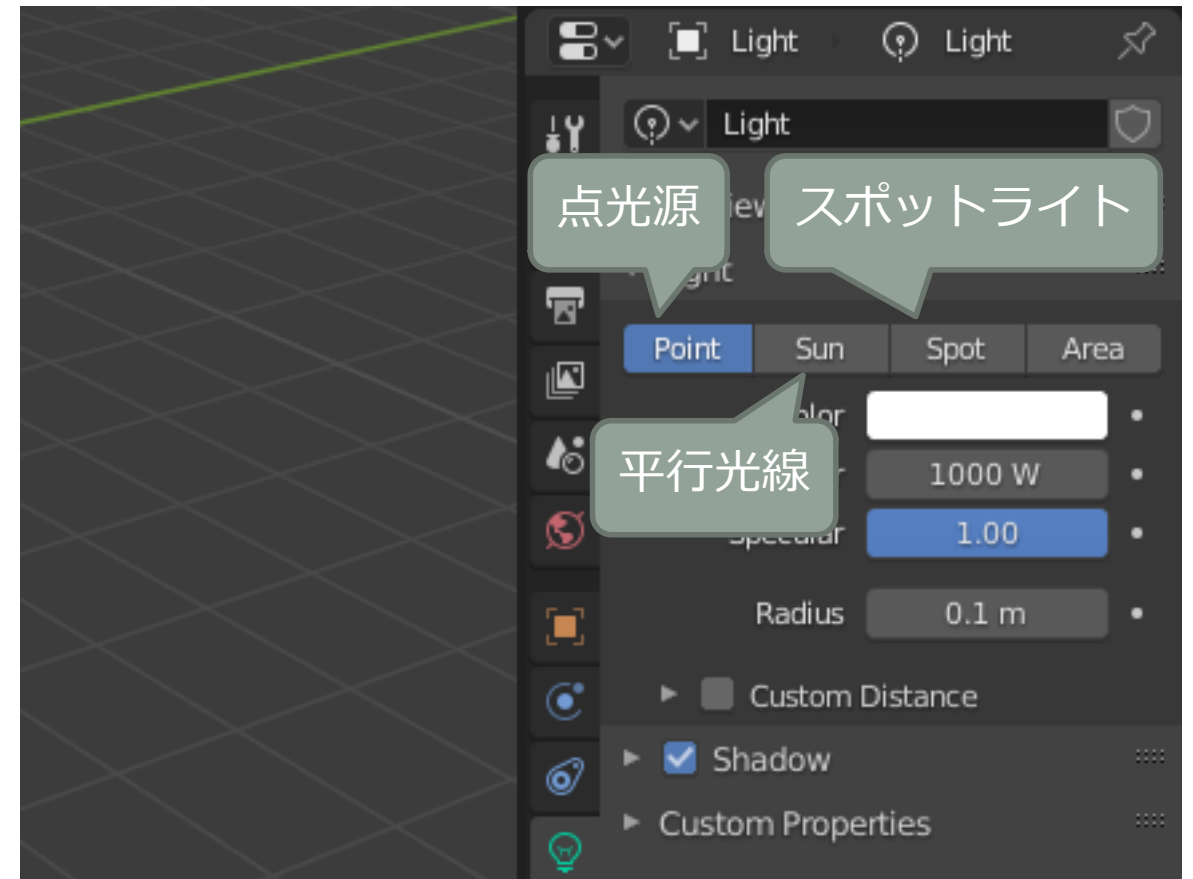 Light Light
Light
点光源
スポットライト
Point Sun Spot Area
平行光線
1000 W
1.00
Radius 0.1 m
Custom Distance
Shadow
Custom Properties